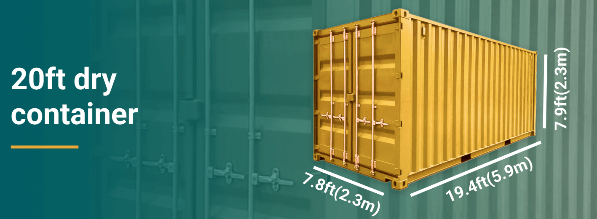 20ft dry
container
7.8ft(2.3m)
19.4ft(5.9m)
7.9ft(2.3m)